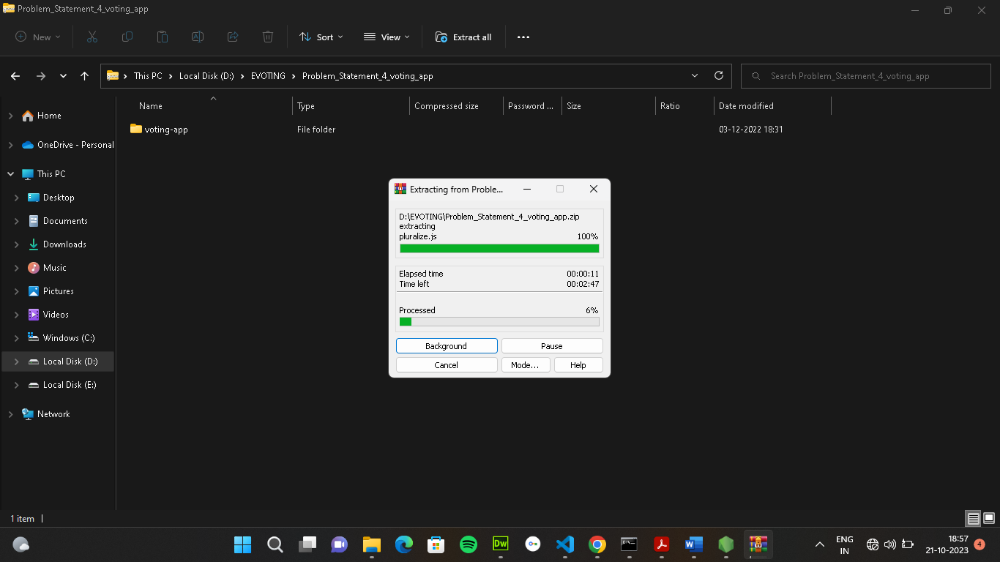 Problem_Statement_4_voting_app
New
Sort
View
Extract all
This PC
Local Disk (D:)
EVOTING
Problem_Statement_4_voting_app
Search Problem_Statement_4_voting_app
Name
Type
Compressed size
Password ...
Size
Ratio
Date modified
voting-app
File folder
03-12-2022 18:31
Home
OneDrive - Personal
This PC
Desktop
Documents
Downloads
Music
Pictures
Videos
Windows (C:)
Local Disk (D:)
Local Disk (E:)
Network
Extracting from Proble...
D:\EVOTING\Problem_Statement_4_voting_app.zip
extracting
pluralize.js 100%
Elapsed time 00:00:11
Time left 00:02:47
Processed 6%
Background
Pause
Cancel
Mode...
Help
1 item
Dw
ENG
IN
18:57
21-10-2023
4